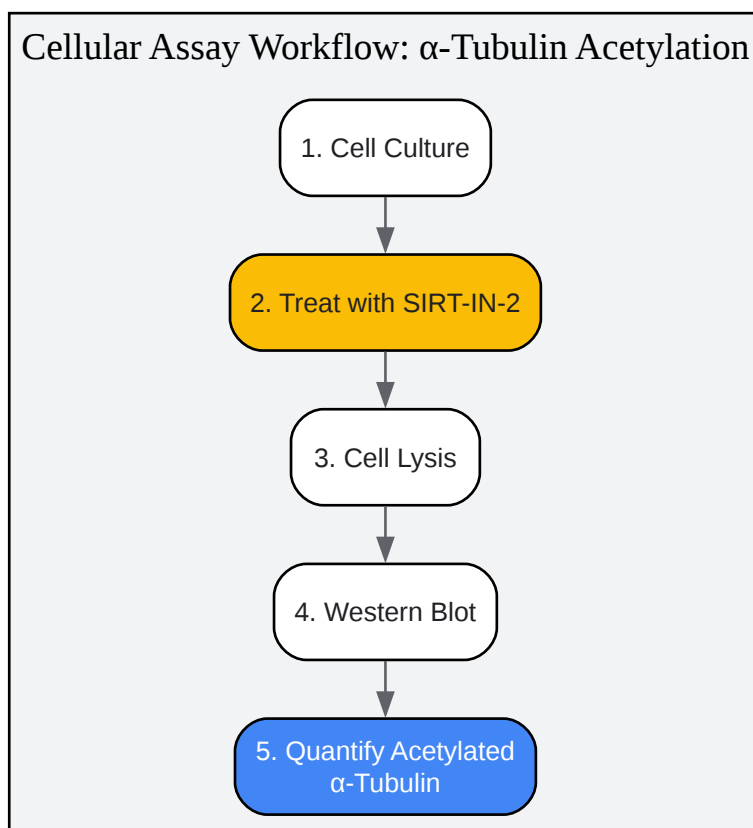 Cellular Assay Workflow: α-Tubulin Acetylation
1. Cell Culture
2. Treat with SIRT-IN-2
3. Cell Lysis
4. Western Blot
5. Quantify Acetylated
α-Tubulin